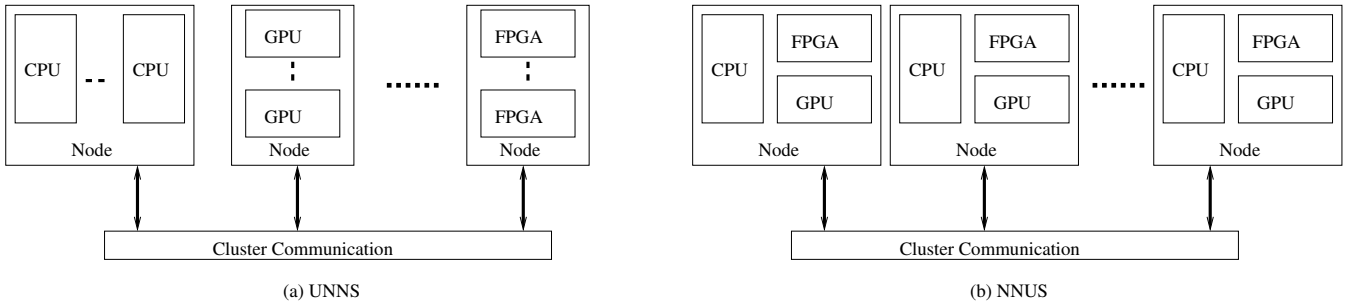 CPU
CPU
Node
GPU
GPU
Node
FPGA
FPGA
Node
Cluster Communication
(a) UNNS
CPU
FPGA
GPU
Node
CPU
FPGA
GPU
Node
CPU
FPGA
GPU
Node
Cluster Communication
(b) NNUS